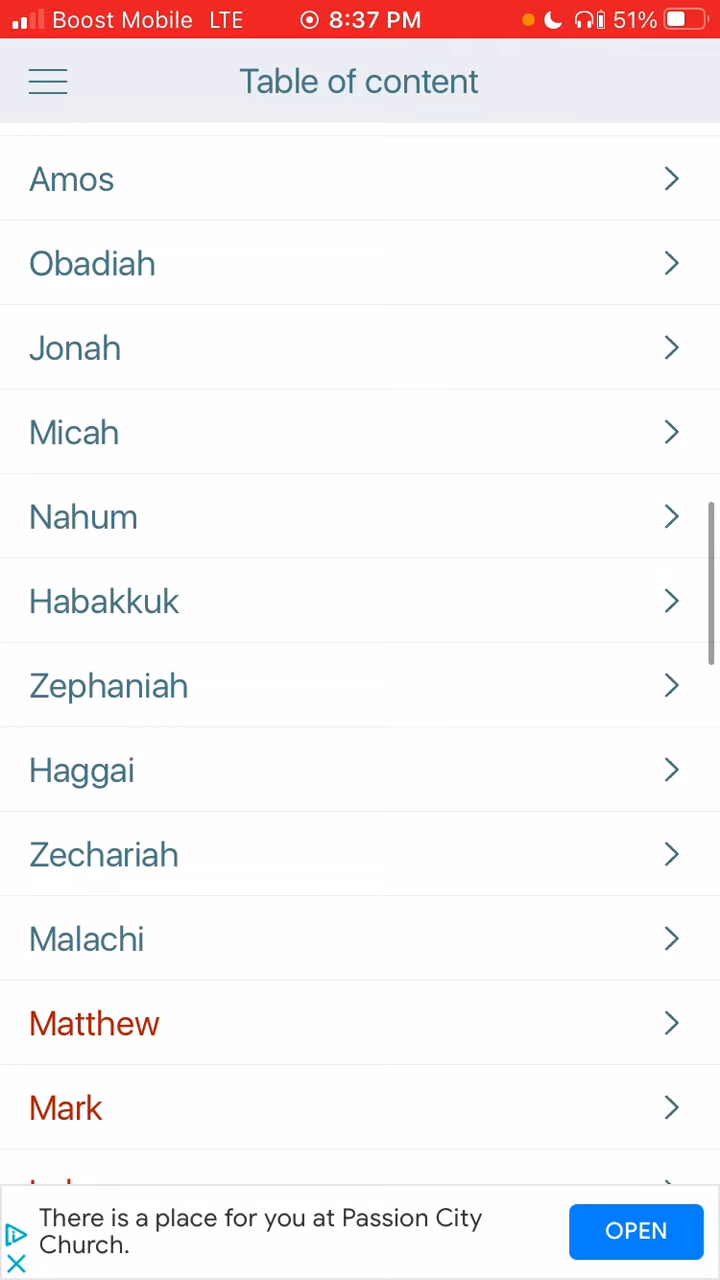 Boost Mobile LTE 8:37 PM 51%
Table of content
Amos
Obadiah
Jonah
Micah
Nahum
Habakkuk
Zephaniah
Haggai
Zechariah
Malachi
Matthew
Mark
There is a place for you at Passion City
Church.
OPEN